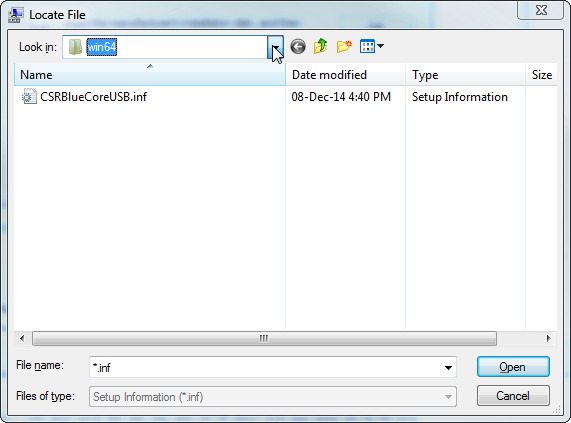 Locate File
Look in: win64
Name Date modified Type Size
CSRBlueCoreUSB.inf 08-Dec-14 4:40 PM Setup Information
File name: *.inf Open
Files of type: Setup Information (*.inf) Cancel